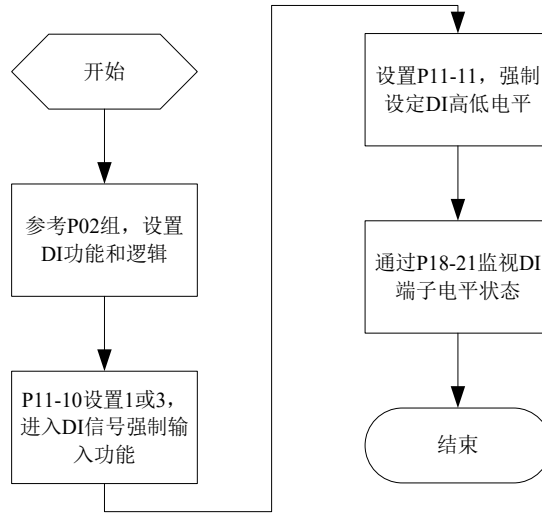 开始
参考P02组，设置
DI功能和逻辑
P11-10设置1或3，
进入DI信号强制输
入功能
设置P11-11，强制
设定DI高低电平
通过P18-21监视DI
端子电平状态
结束